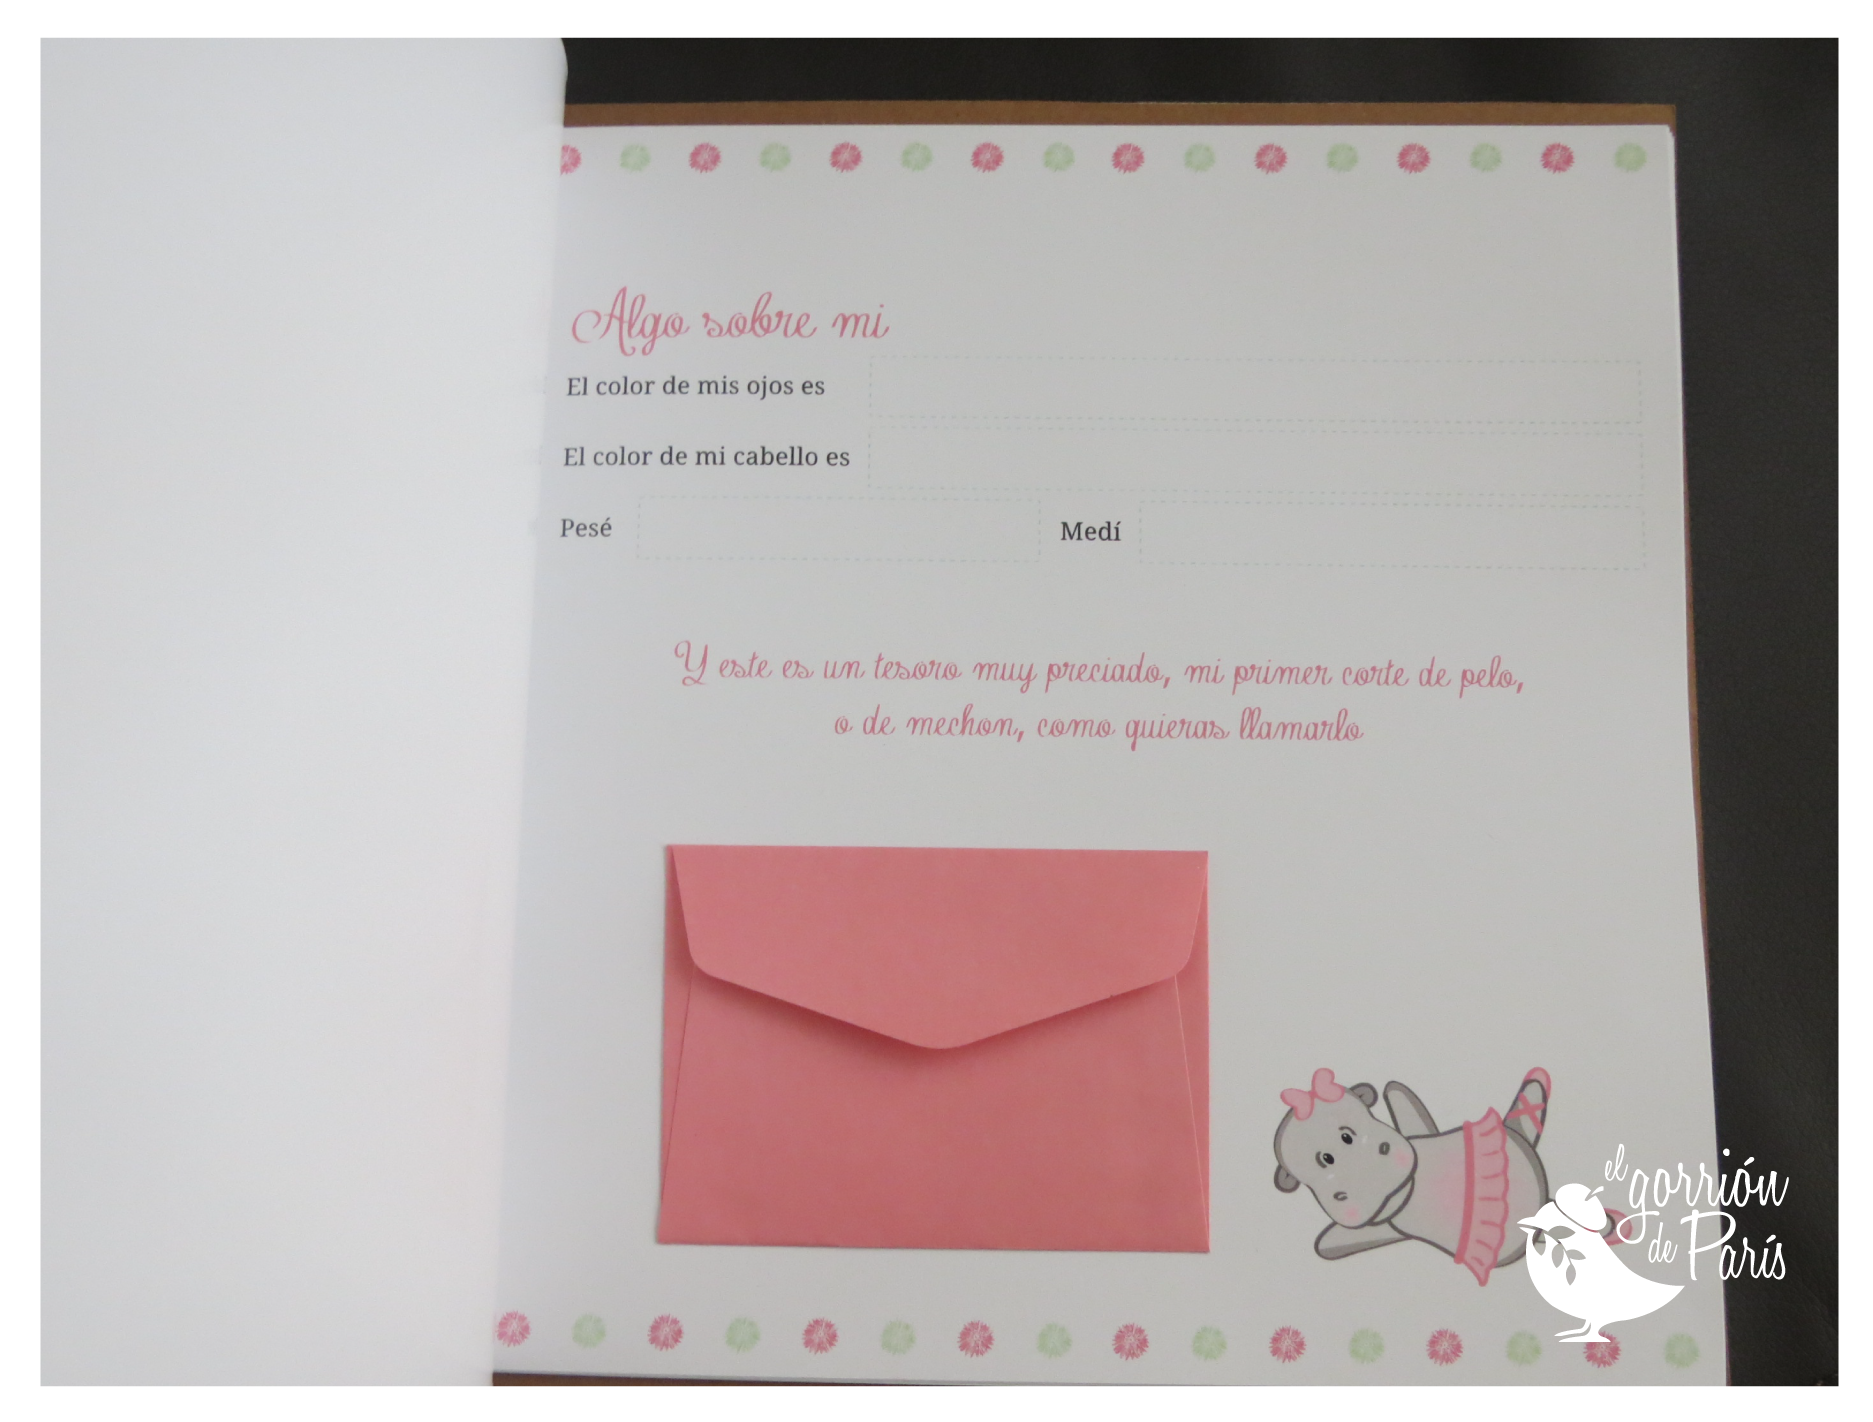 Algo sobre mi
El color de mis ojos es
El color de mi cabello es
Pesé Medí
Y este es un tesoro muy preciado, mi primer corte de pelo,
o de mechon, como quieras llamarlo
el gorrión
de París